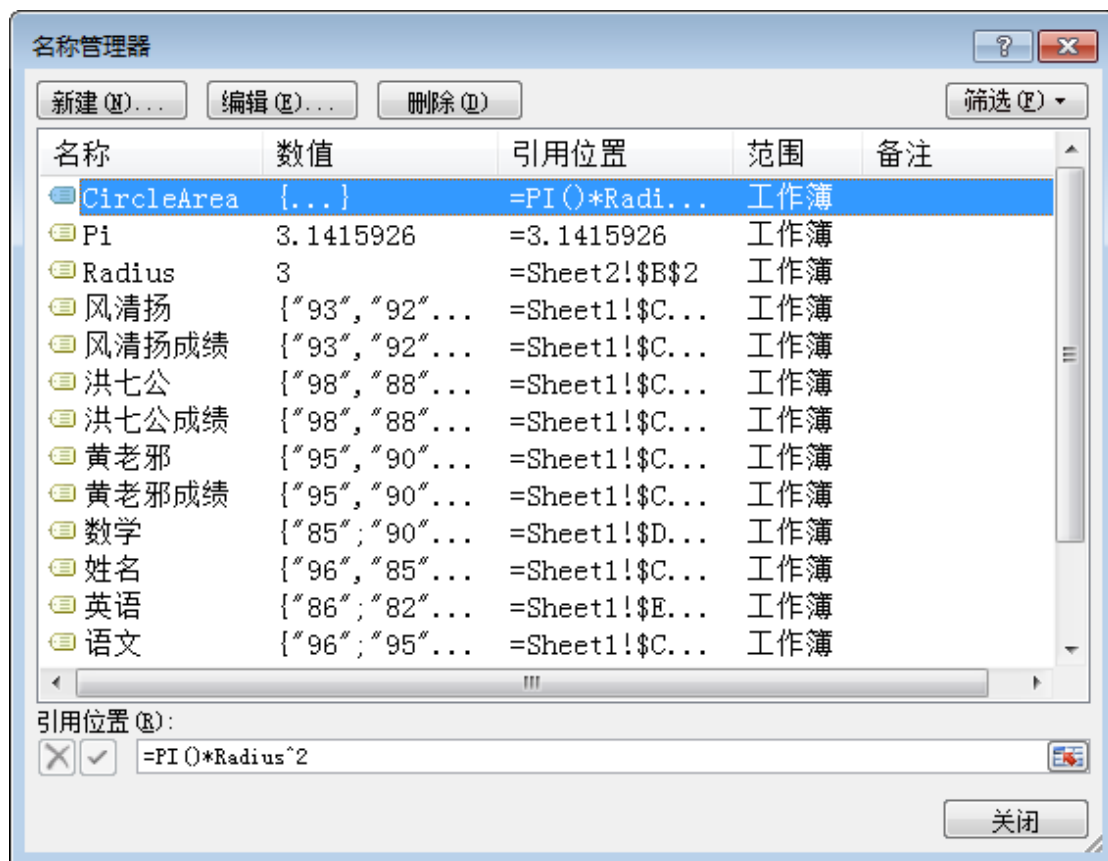 名称管理器
新建(N)... 编辑(E)... 删除(D) 筛选(F)
名称 数值 引用位置 范围 备注
CircleArea {...} =PI()*Radi... 工作簿
Pi 3.1415926 =3.1415926 工作簿
Radius 3 =Sheet2!$B$2 工作簿
风清扬 {"93","92"... =Sheet1!$C... 工作簿
风清扬成绩 {"93","92"... =Sheet1!$C... 工作簿
洪七公 {"98","88"... =Sheet1!$C... 工作簿
洪七公成绩 {"98","88"... =Sheet1!$C... 工作簿
黄老邪 {"95","90"... =Sheet1!$C... 工作簿
黄老邪成绩 {"95","90"... =Sheet1!$C... 工作簿
数学 {"85";"90"... =Sheet1!$D... 工作簿
姓名 {"96","85"... =Sheet1!$C... 工作簿
英语 {"86";"82"... =Sheet1!$E... 工作簿
语文 {"96";"95"... =Sheet1!$C... 工作簿
引用位置(R):
=PI()*Radius^2
关闭